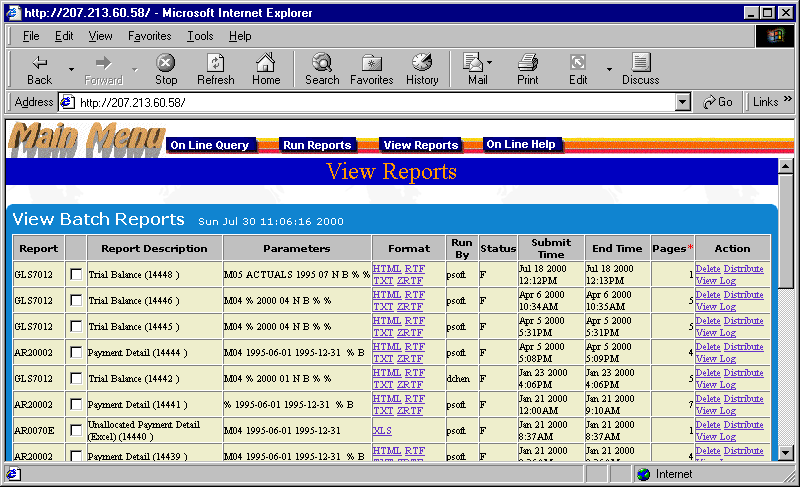 http://207.213.60.58/ - Microsoft Internet Explorer
File Edit View Favorites Tools Help
Back Forward Stop Refresh Home Search Favorites History Mail Print Edit Discuss
Address http://207.213.60.58/ Go Links »
Main Menu On Line Query Run Reports View Reports On Line Help
View Reports
View Batch Reports Sun Jul 30 11:06:16 2000
Report Report Description Parameters Format Run By Status Submit Time End Time Pages* Action
GLS7012 Trial Balance (14448 ) M05 ACTUALS 1995 07 N B % % HTML RTF psoft F Jul 18 2000 Jul 18 2000 1 Delete Distribute
TXT ZRTF 12:12PM 12:13PM View Log
GLS7012 Trial Balance (14446 ) M04 % 2000 04 N B % % HTML RTF psoft F Apr 6 2000 Apr 6 2000 5 Delete Distribute
TXT ZRTF 10:34AM 10:35AM View Log
GLS7012 Trial Balance (14445 ) M04 % 2000 04 N B % % HTML RTF psoft F Apr 5 2000 Apr 5 2000 5 Delete Distribute
TXT ZRTF 5:31PM 5:31PM View Log
AR20002 Payment Detail (14444 ) M04 1995-06-01 1995-12-31 % B HTML RTF psoft F Apr 5 2000 Apr 5 2000 4 Delete Distribute
TXT ZRTF 5:08PM 5:09PM View Log
GLS7012 Trial Balance (14442 ) M04 % 2000 01 N B % % HTML RTF dchen F Jan 23 2000 Jan 23 2000 5 Delete Distribute
TXT ZRTF 4:06PM 4:06PM View Log
AR20002 Payment Detail (14441 ) % 1995-06-01 1995-12-31 % B HTML RTF psoft F Jan 21 2000 Jan 21 2000 7 Delete Distribute
TXT ZRTF 12:00AM 9:10AM View Log
AR0070E Unallocated Payment Detail M04 1995-06-01 1995-12-31 XLS psoft F Jan 21 2000 Jan 21 2000 1 Delete Distribute
(Excel) (14440 ) 8:37AM 8:37AM View Log
AR20002 Payment Detail (14439 ) M04 1995-06-01 1995-12-31 % B HTML RTF psoft F Jan 21 2000 Jan 21 2000 4 Delete Distribute
Internet